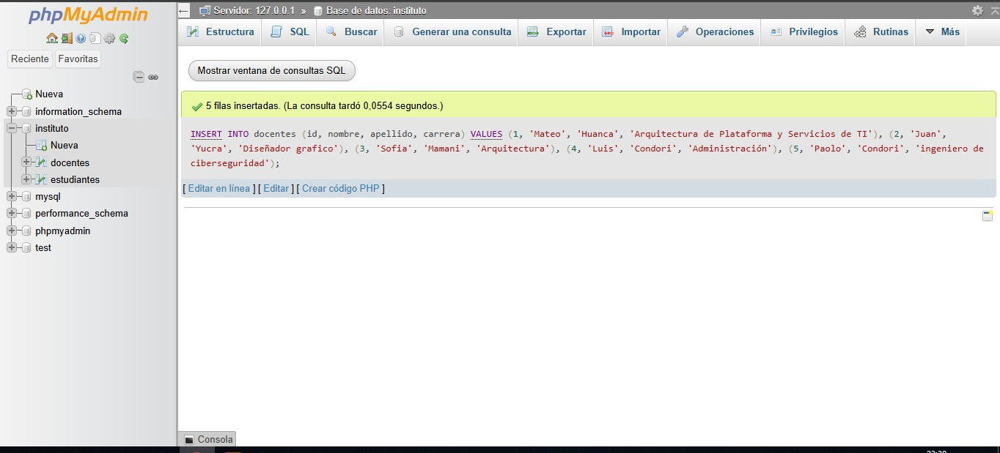 phpMyAdmin
Reciente Favoritas
Nueva
information_schema
instituto
Nueva
docentes
estudiantes
mysql
performance_schema
phpmyadmin
test
Servidor: 127.0.0.1 » Base de datos: instituto
Estructura SQL Buscar Generar una consulta Exportar Importar Operaciones Privilegios Rutinas Más
Mostrar ventana de consultas SQL
5 filas insertadas. (La consulta tardó 0,0554 segundos.)
INSERT INTO docentes (id, nombre, apellido, carrera) VALUES (1, 'Mateo', 'Huanca', 'Arquitectura de Plataforma y Servicios de TI'), (2, 'Juan',
'Yucra', 'Diseñador grafico'), (3, 'Sofia', 'Mamani', 'Arquitectura'), (4, 'Luis', 'Condori', 'Administración'), (5, 'Paolo', 'Condori', 'ingeniero de
ciberseguridad');
[ Editar en línea ] [ Editar ] [ Crear código PHP ]
Consola